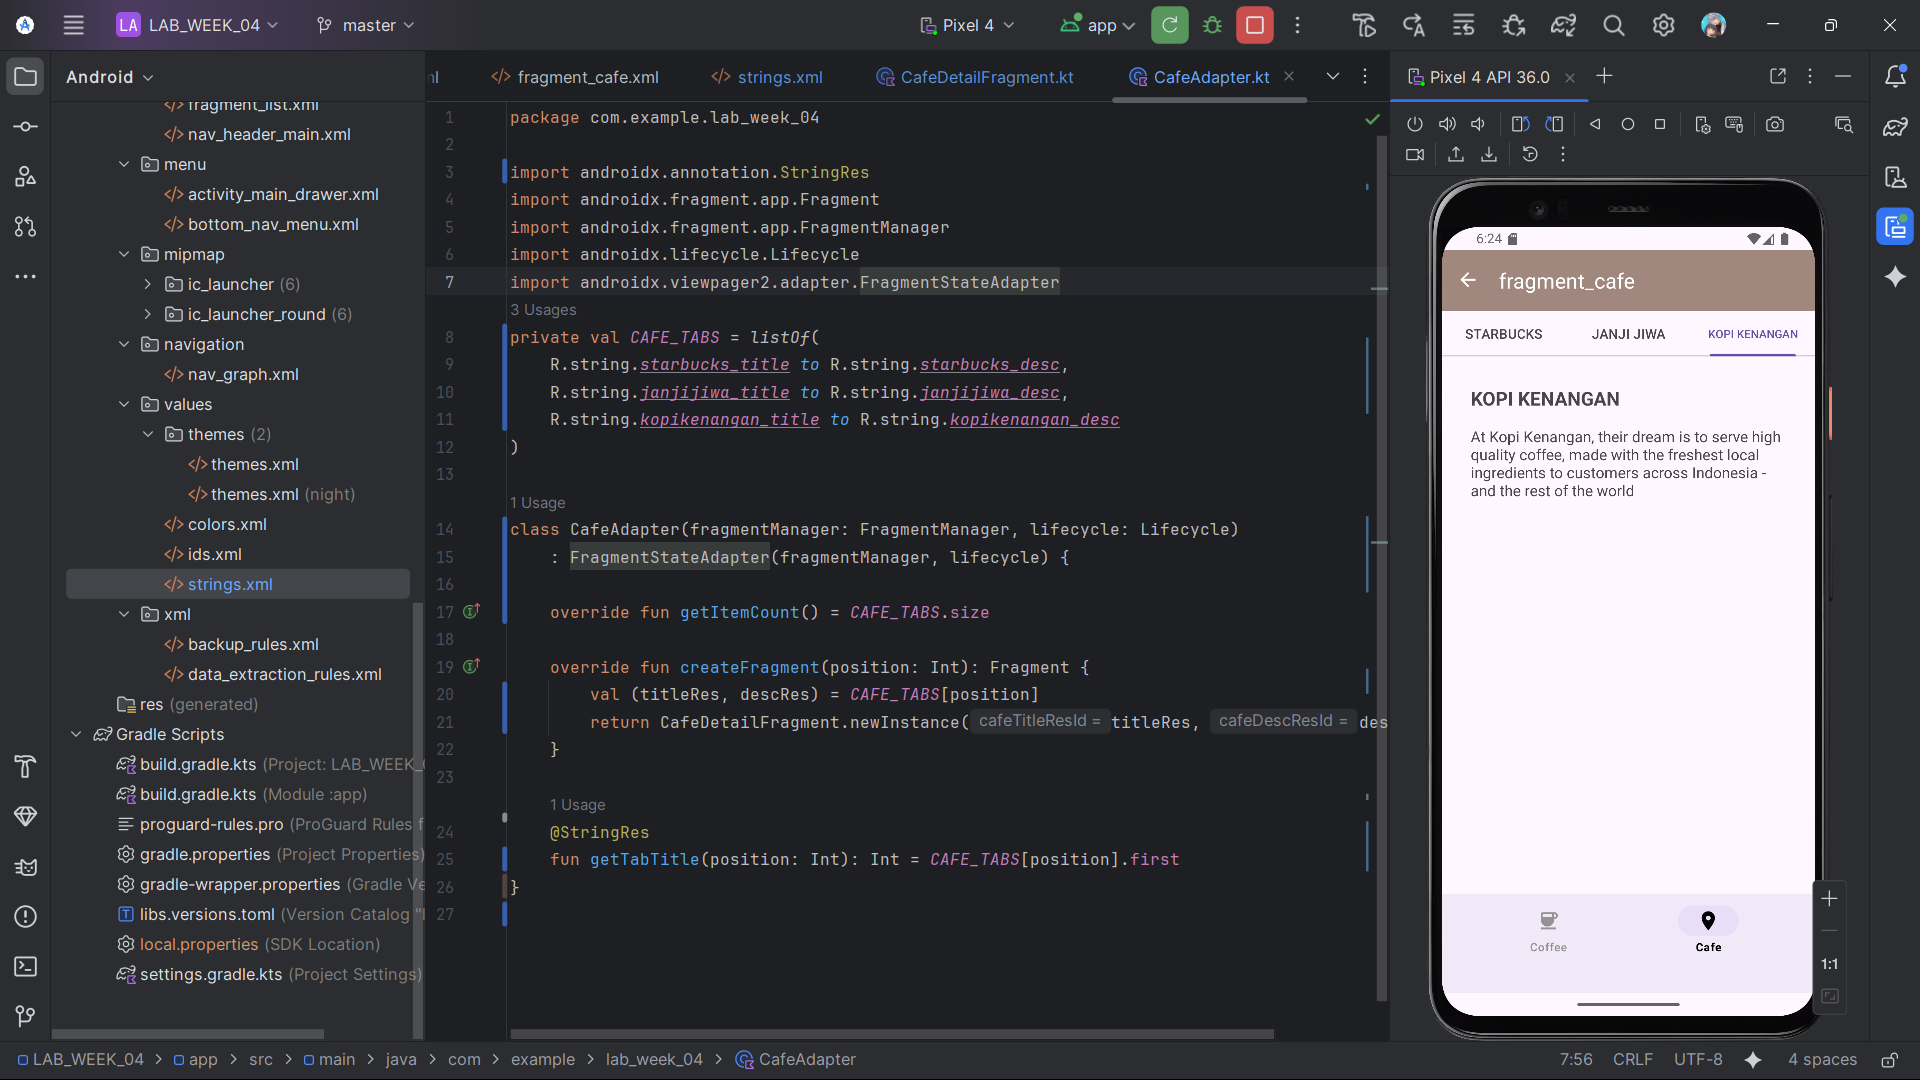 LA LAB_WEEK_04
master
Pixel 4
app
Android
fragment_list.xml
nav_header_main.xml
menu
activity_main_drawer.xml
bottom_nav_menu.xml
mipmap
ic_launcher (6)
ic_launcher_round (6)
navigation
nav_graph.xml
values
themes (2)
themes.xml
themes.xml (night)
colors.xml
ids.xml
strings.xml
xml
backup_rules.xml
data_extraction_rules.xml
res (generated)
Gradle Scripts
build.gradle.kts (Project: LAB_WEEK_
build.gradle.kts (Module :app)
proguard-rules.pro (ProGuard Rules f
gradle.properties (Project Properties)
gradle-wrapper.properties (Gradle Ve
libs.versions.toml (Version Catalog "l
local.properties (SDK Location)
settings.gradle.kts (Project Settings)
fragment_cafe.xml
strings.xml
CafeDetailFragment.kt
CafeAdapter.kt
1 package com.example.lab_week_04
2
3 import androidx.annotation.StringRes
4 import androidx.fragment.app.Fragment
5 import androidx.fragment.app.FragmentManager
6 import androidx.lifecycle.Lifecycle
7 import androidx.viewpager2.adapter.FragmentStateAdapter
3 Usages
8 private val CAFE_TABS = listOf(
9 R.string.starbucks_title to R.string.starbucks_desc,
10 R.string.janjijiwa_title to R.string.janjijiwa_desc,
11 R.string.kopikenangan_title to R.string.kopikenangan_desc
12 )
13
1 Usage
14 class CafeAdapter(fragmentManager: FragmentManager, lifecycle: Lifecycle)
15 : FragmentStateAdapter(fragmentManager, lifecycle) {
16
17 override fun getItemCount() = CAFE_TABS.size
18
19 override fun createFragment(position: Int): Fragment {
20 val (titleRes, descRes) = CAFE_TABS[position]
21 return CafeDetailFragment.newInstance( cafeTitleResId = titleRes, cafeDescResId = des
22 }
23
1 Usage
24 @StringRes
25 fun getTabTitle(position: Int): Int = CAFE_TABS[position].first
26 }
27
Pixel 4 API 36.0
6:24
fragment_cafe
STARBUCKS
JANJI JIWA
KOPI KENANGAN
KOPI KENANGAN
At Kopi Kenangan, their dream is to serve high
quality coffee, made with the freshest local
ingredients to customers across Indonesia -
and the rest of the world
Coffee
Cafe
1:1
LAB_WEEK_04 > app > src > main > java > com > example > lab_week_04 > CafeAdapter
7:56
CRLF
UTF-8
4 spaces